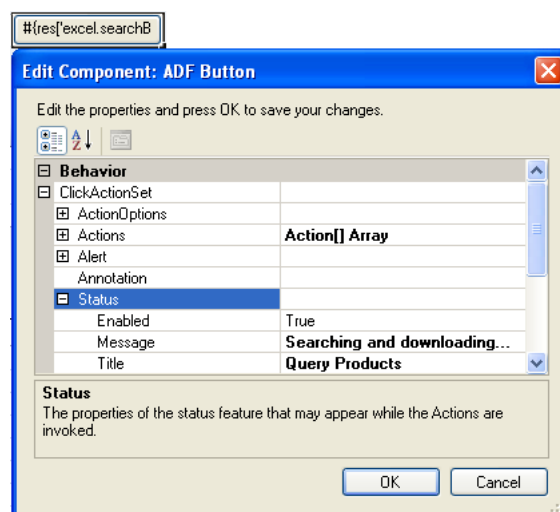 #{res['excel.searchB
Edit Component: ADF Button
Edit the properties and press OK to save your changes.
Behavior
ClickActionSet
ActionOptions
Actions Action[] Array
Alert
Annotation
Status
Enabled True
Message Searching and downloading...
Title Query Products
Status
The properties of the status feature that may appear while the Actions are
invoked.
OK Cancel